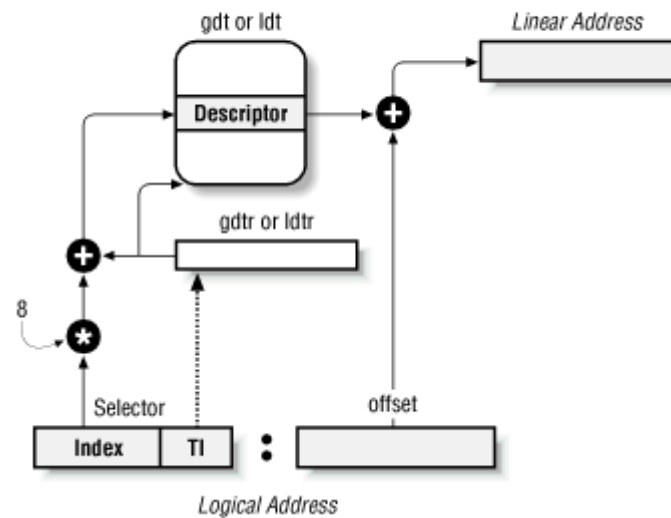 gdt or ldt
Linear Address
Descriptor
+
gdtr or ldtr
+
8
*
Selector
offset
Index
TI
:
Logical Address